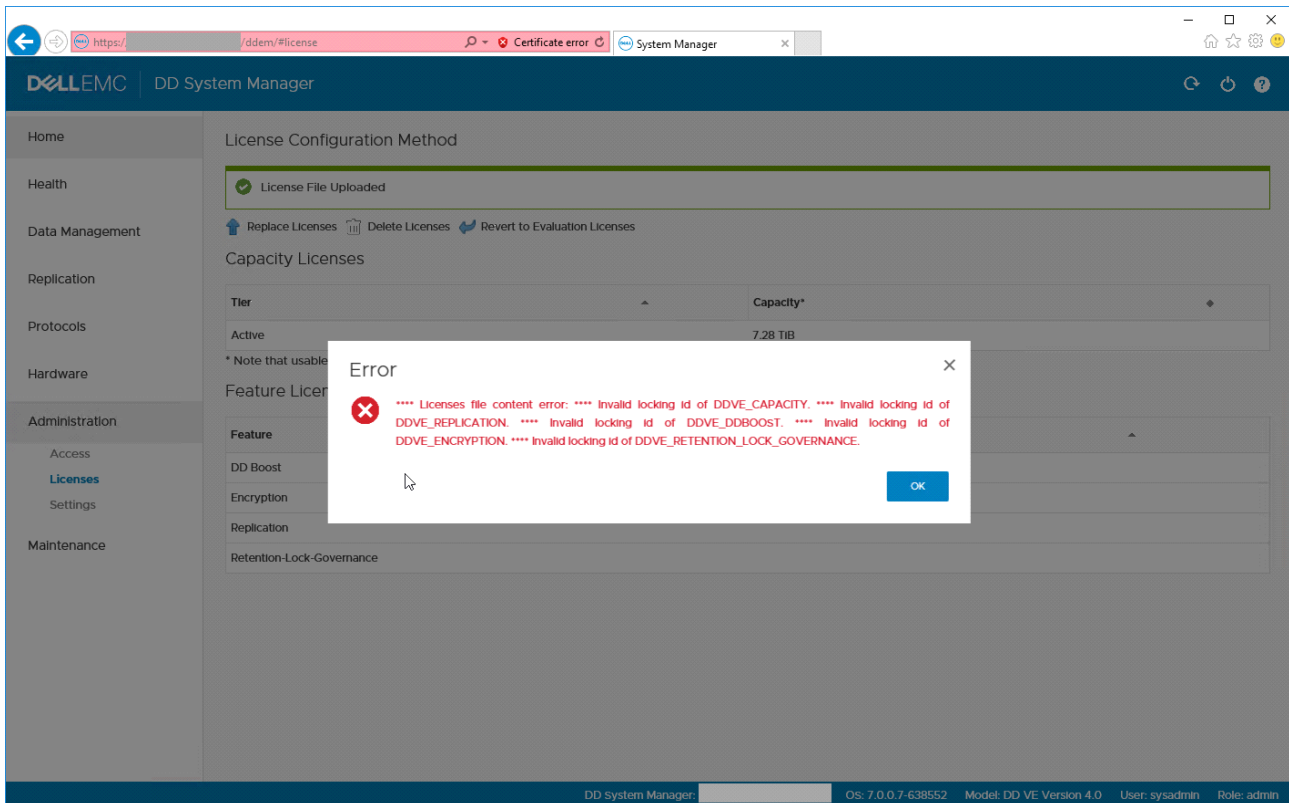 https:/
/ddem/#license
Certificate error
System Manager
DELLEMC
DD System Manager
Home
Health
Data Management
Replication
Protocols
Hardware
Administration
Access
Licenses
Settings
Maintenance
License Configuration Method
License File Uploaded
Replace Licenses
Delete Licenses
Revert to Evaluation Licenses
Capacity Licenses
Tier
Capacity*
Active
7.28 TiB
* Note that usable
Feature Licen
Feature
DD Boost
Encryption
Replication
Retention-Lock-Governance
Error
**** Licenses file content error: **** Invalid locking id of DDVE_CAPACITY. **** Invalid locking id of
DDVE_REPLICATION. **** Invalid locking id of DDVE_DDBOOST. **** Invalid locking id of
DDVE_ENCRYPTION. **** Invalid locking id of DDVE_RETENTION_LOCK_GOVERNANCE.
OK
DD System Manager:
OS: 7.0.0.7-638552
Model: DD VE Version 4.0
User: sysadmin
Role: admin